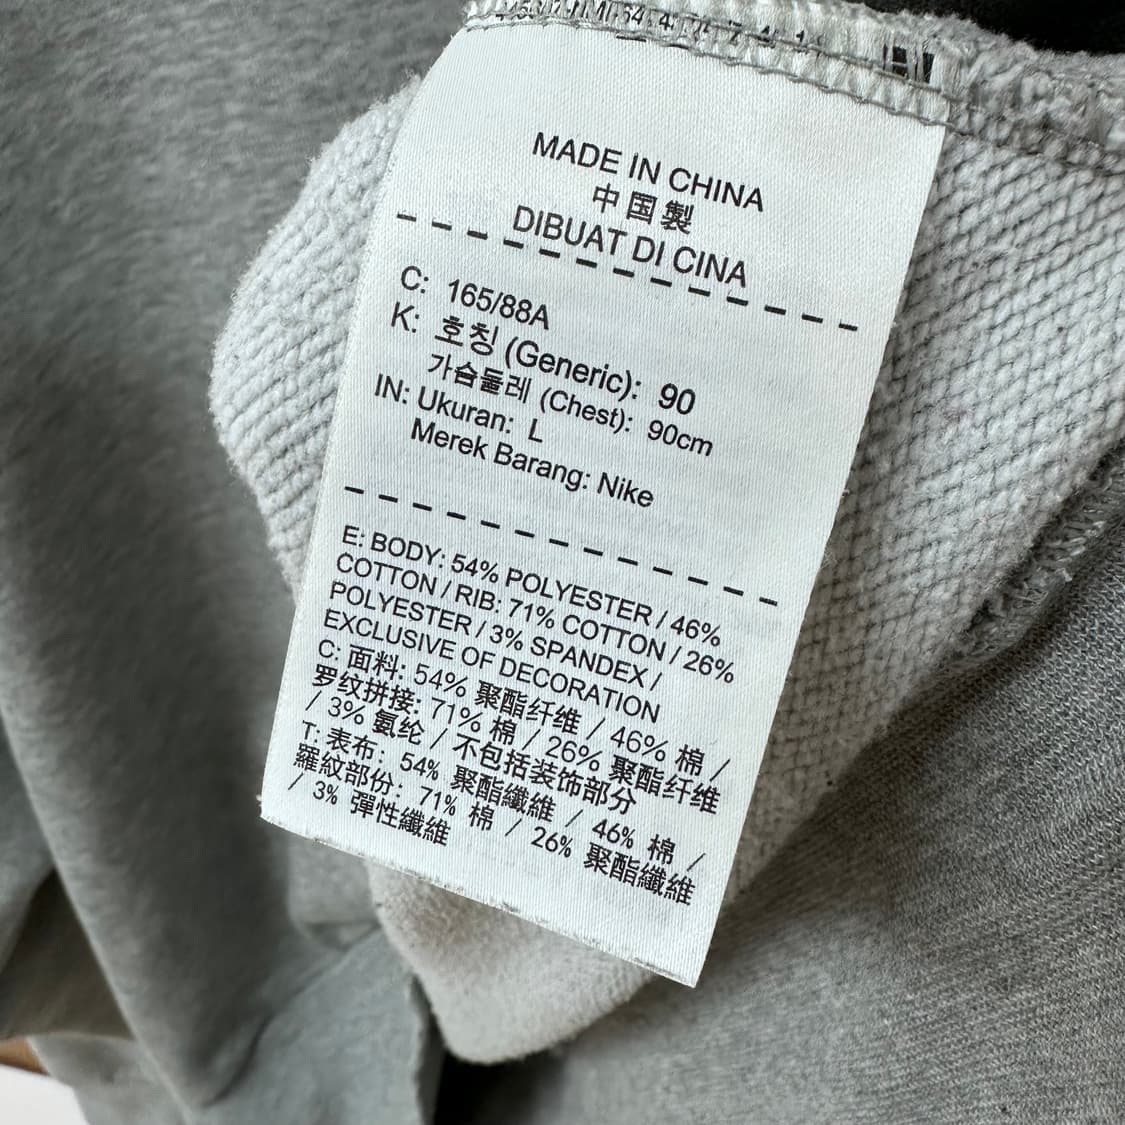 MADE IN CHINA
中国製
DIBUAT DI CINA
C: 165/88A
K: 호칭 (Generic): 90
가슴둘레 (Chest): 90cm
IN: Ukuran: L
Merek Barang: Nike
E: BODY: 54% POLYESTER / 46%
COTTON / RIB: 71% COTTON / 26%
POLYESTER / 3% SPANDEX /
EXCLUSIVE OF DECORATION
C: 面料: 54% 聚酯纤维 / 46% 棉 /
罗纹拼接: 71% 棉 / 26% 聚酯纤维
/ 3% 氨纶 / 不包括装饰部分
T: 表布: 54% 聚酯纖維 / 46% 棉 /
羅紋部份: 71% 棉 / 26% 聚酯纖維
/ 3% 彈性纖維